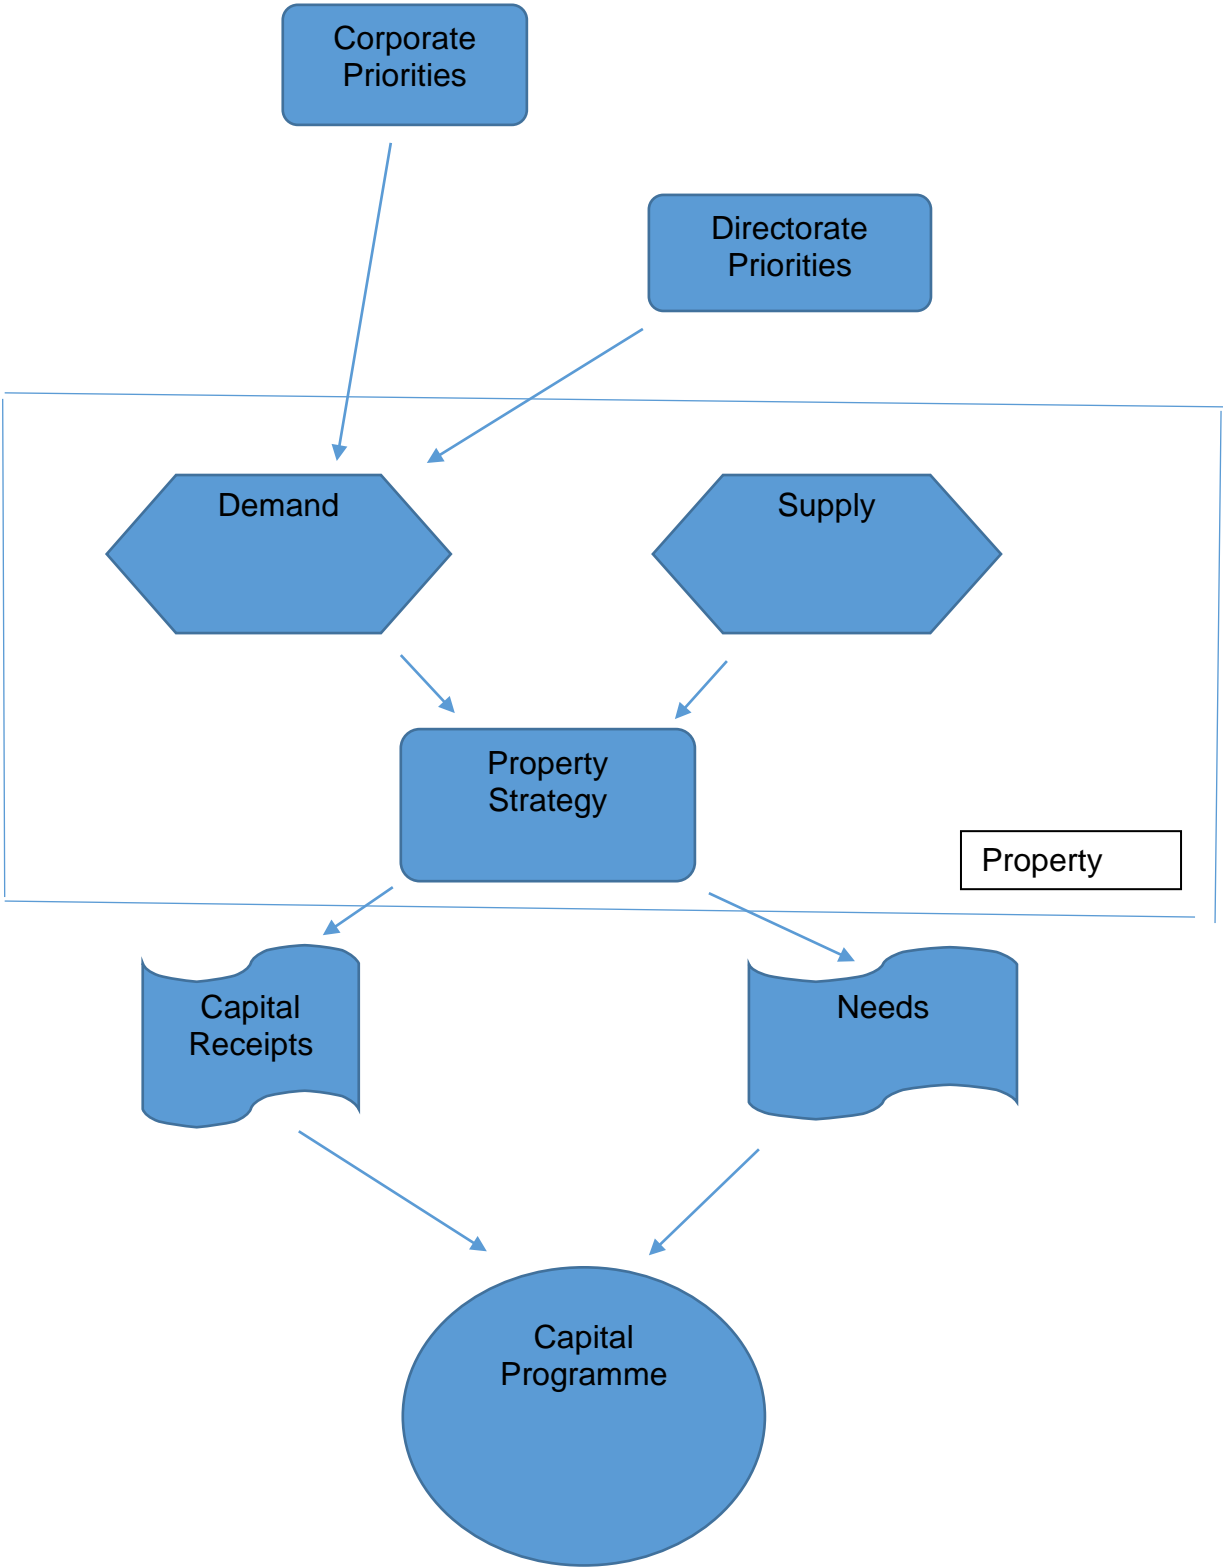 Corporate
Priorities
Directorate
Priorities
Demand
Supply
Property
Strategy
Property
Capital
Receipts
Needs
Capital
Programme